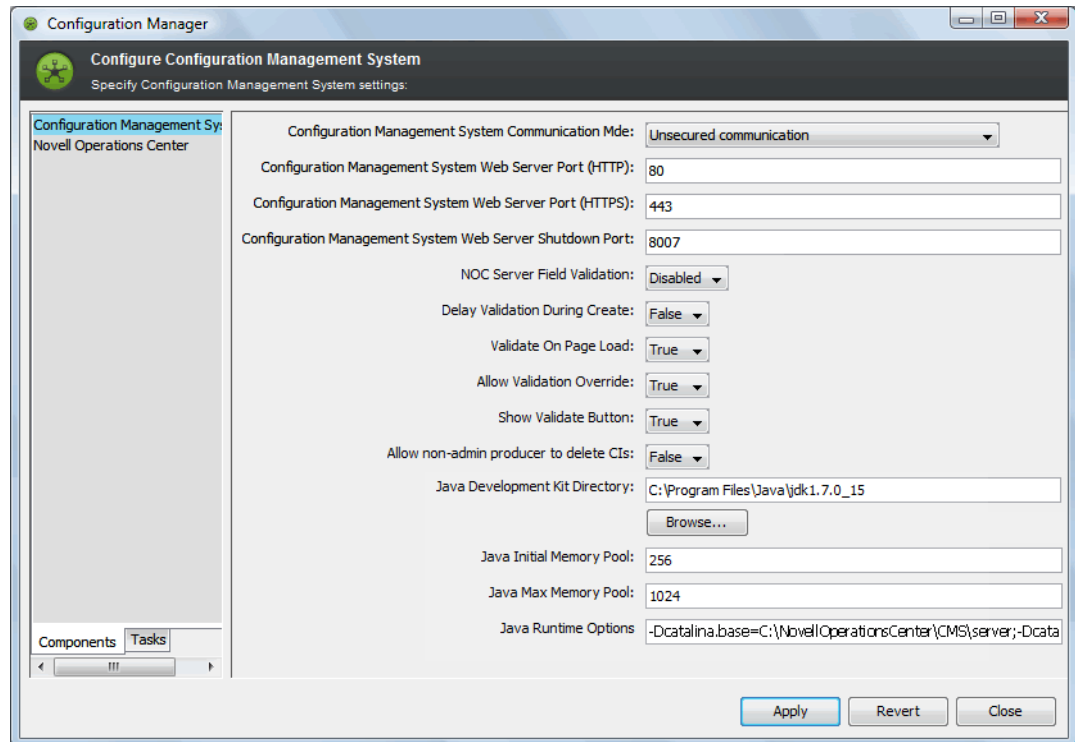 Configuration Manager
Configure Configuration Management System
Specify Configuration Management System settings:
Configuration Management Sy
Novell Operations Center
Components
Tasks
Configuration Management System Communication Mde:
Unsecured communication
Configuration Management System Web Server Port (HTTP):
80
Configuration Management System Web Server Port (HTTPS):
443
Configuration Management System Web Server Shutdown Port:
8007
NOC Server Field Validation:
Disabled
Delay Validation During Create:
False
Validate On Page Load:
True
Allow Validation Override:
True
Show Validate Button:
True
Allow non-admin producer to delete CIs:
False
Java Development Kit Directory:
C:\Program Files\Java\jdk1.7.0_15
Browse...
Java Initial Memory Pool:
256
Java Max Memory Pool:
1024
Java Runtime Options
-Dcatalina.base=C:\NovellOperationsCenter\CMS\server;-Dcata
Apply
Revert
Close